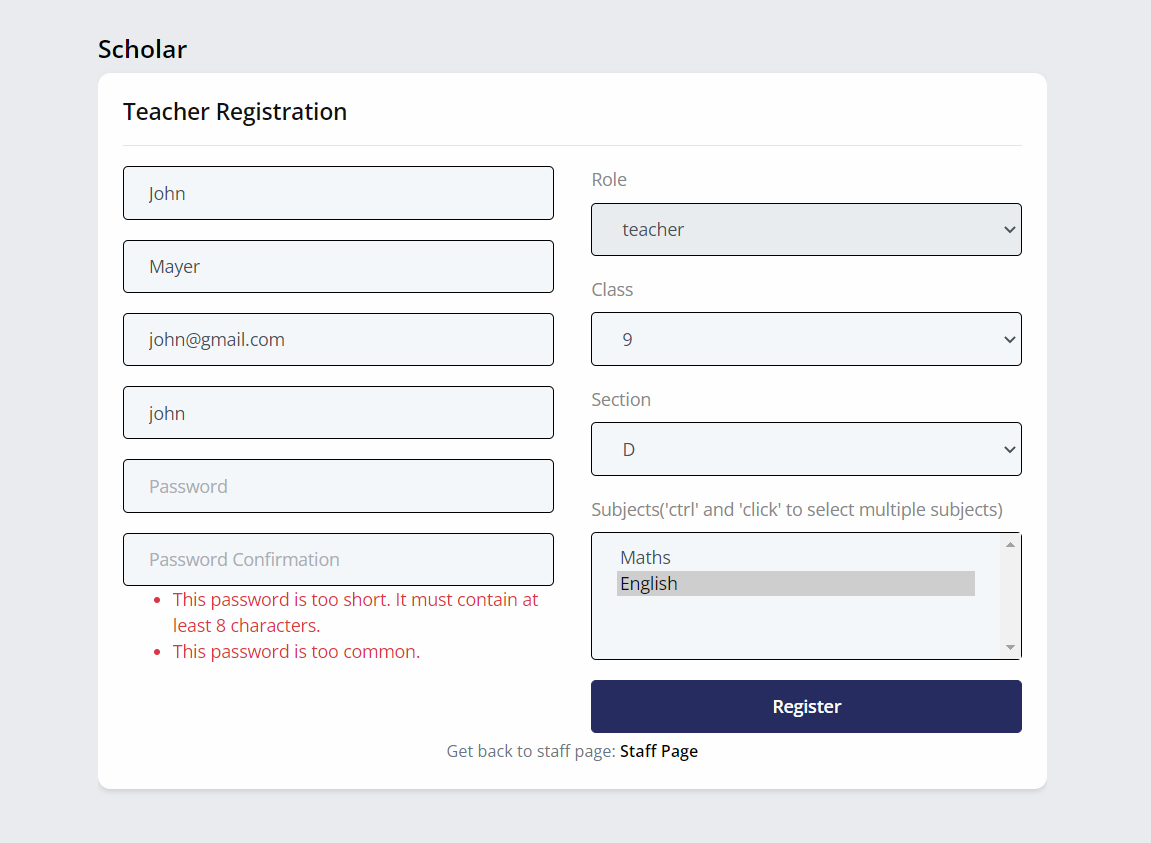 Scholar
Teacher Registration
John
Mayer
john@gmail.com
john
Password
Password Confirmation
This password is too short. It must contain at
least 8 characters.
This password is too common.
Role
teacher
Class
9
Section
D
Subjects('ctrl' and 'click' to select multiple subjects)
Maths
English
Register
Get back to staff page: Staff Page